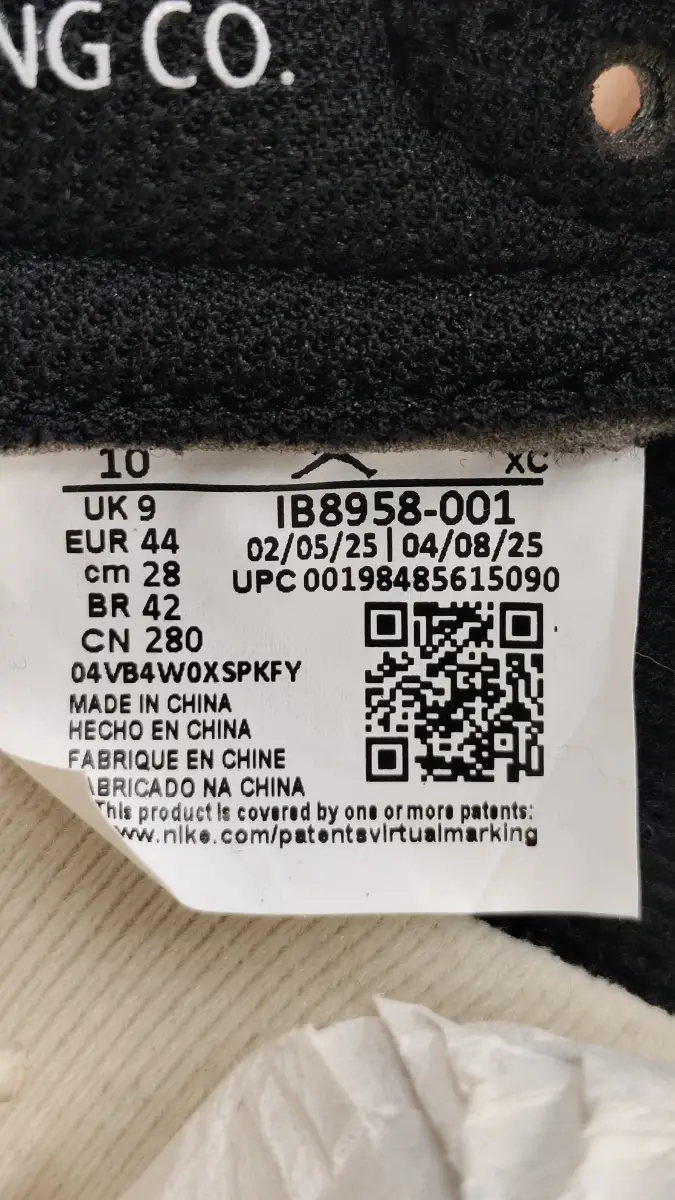 NG CO.
10 XC
UK 9
EUR 44
cm 28
BR 42
CN 280
IB8958-001
02/05/25 | 04/08/25
UPC 00198485615090
04VB4W0XSPKFY
MADE IN CHINA
HECHO EN CHINA
FABRIQUE EN CHINE
ABRICADO NA CHINA
This product is covered by one or more patents:
ww.nike.com/patentsvirtualmarking